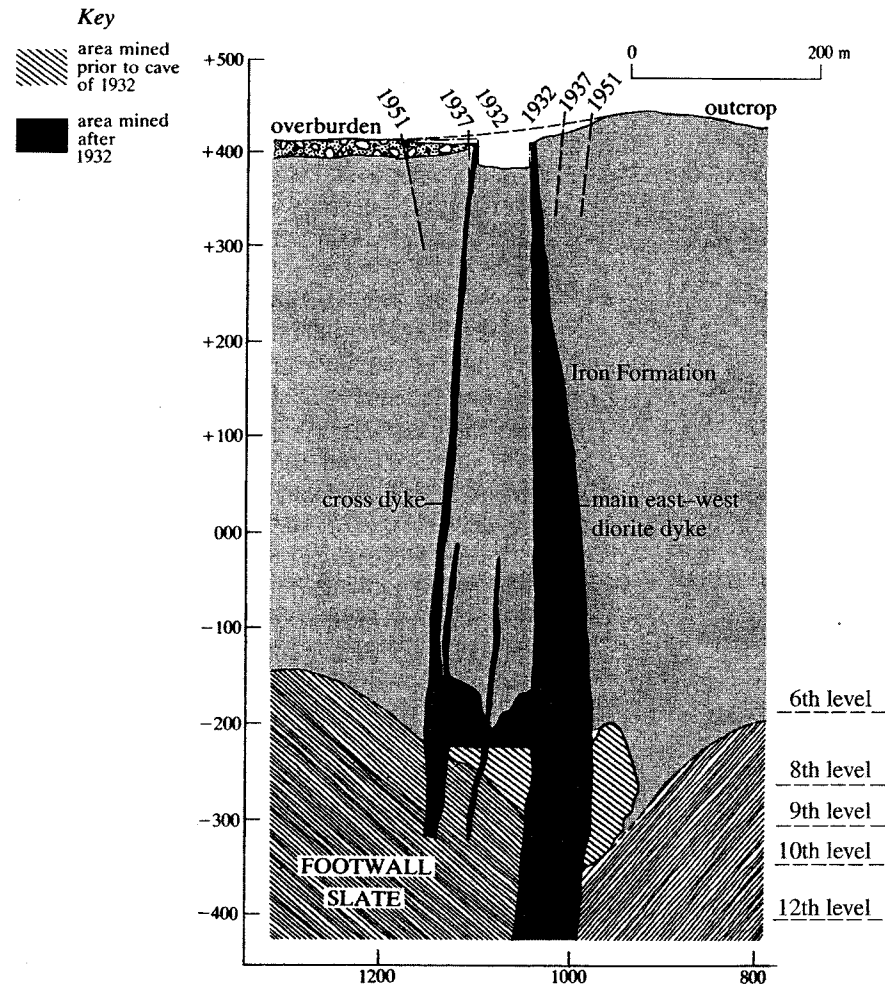 Key
area mined
prior to cave
of 1932
area mined
after
1932
0 200 m
+500
+400
+300
+200
+100
000
−100
−200
−300
−400
overburden
1951
1937
1932
1932
1937
1951
outcrop
Iron Formation
cross dyke
main east–west
diorite dyke
6th level
8th level
9th level
10th level
12th level
FOOTWALL
SLATE
1200 1000 800